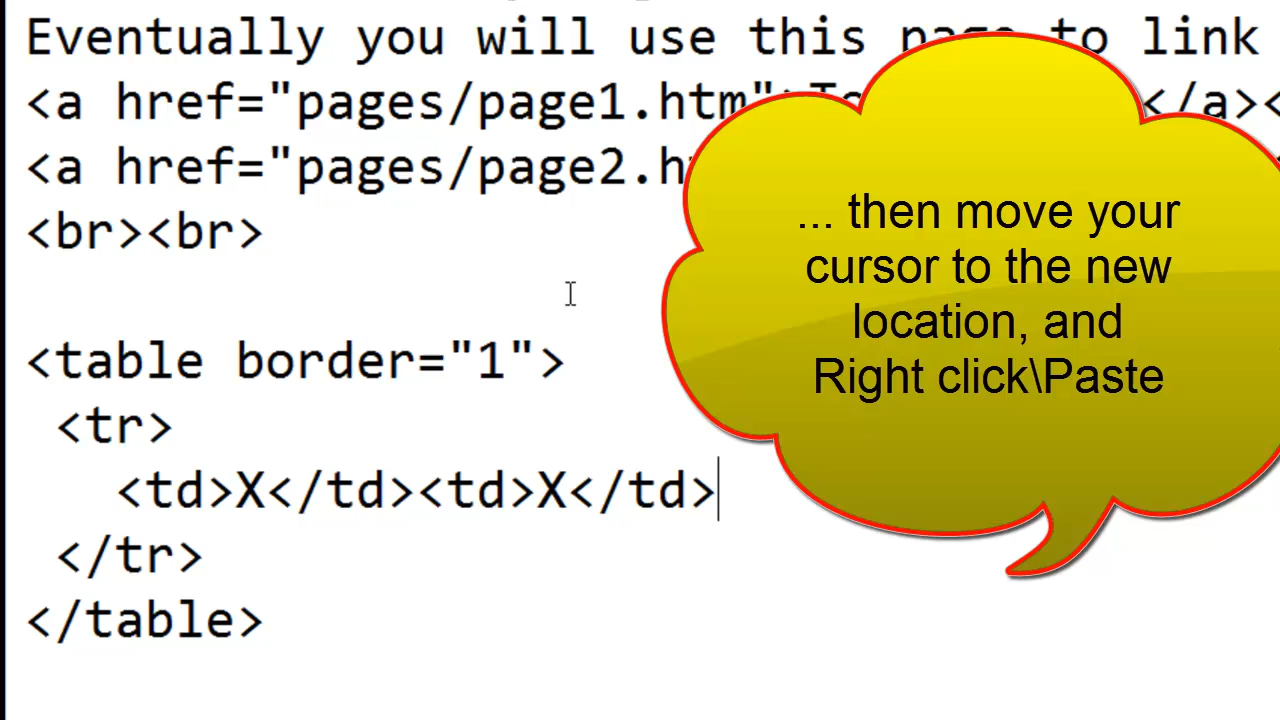 Eventually you will use this page to link
<a href="pages/page1.htm"> </a><
<a href="pages/page2.h
<br><br>
... then move your
cursor to the new
location, and
Right click\Paste
<table border="1">
<tr>
<td>X</td><td>X</td>
</tr>
</table>